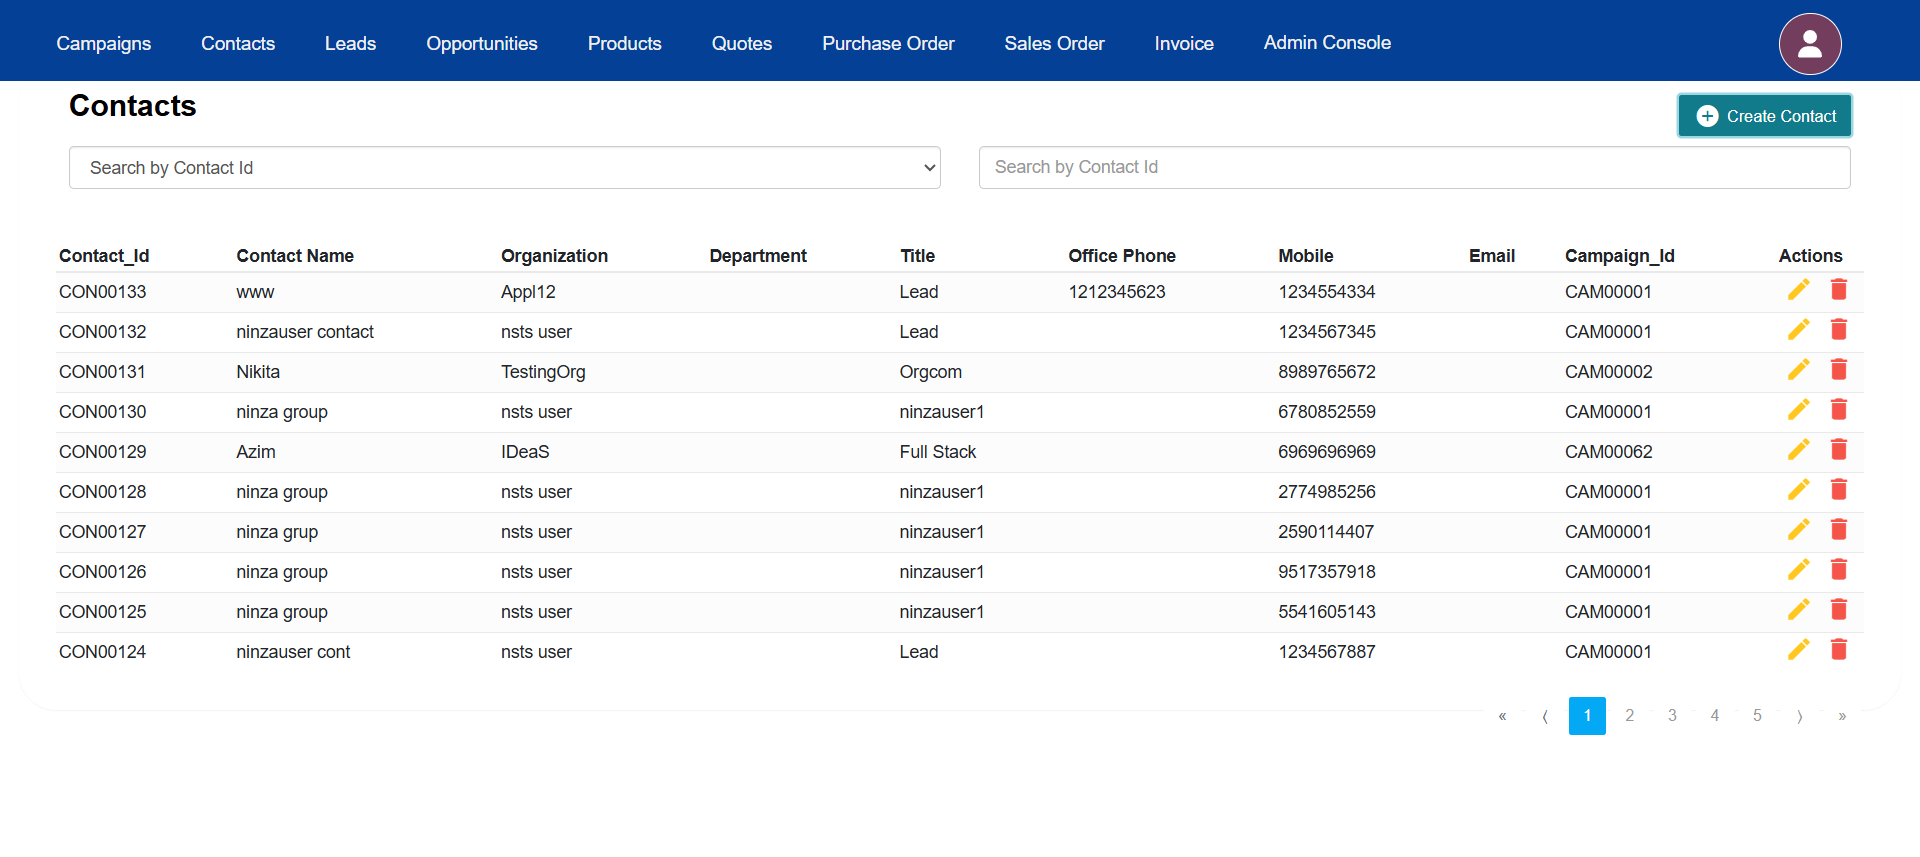 Campaigns Contacts Leads Opportunities Products Quotes Purchase Order Sales Order Invoice Admin Console
Contacts
Create Contact
Search by Contact Id Search by Contact Id
Contact_Id Contact Name Organization Department Title Office Phone Mobile Email Campaign_Id Actions
CON00133 www Appl12 Lead 1212345623 1234554334 CAM00001
CON00132 ninzauser contact nsts user Lead 1234567345 CAM00001
CON00131 Nikita TestingOrg Orgcom 8989765672 CAM00002
CON00130 ninza group nsts user ninzauser1 6780852559 CAM00001
CON00129 Azim IDeaS Full Stack 6969696969 CAM00062
CON00128 ninza group nsts user ninzauser1 2774985256 CAM00001
CON00127 ninza grup nsts user ninzauser1 2590114407 CAM00001
CON00126 ninza group nsts user ninzauser1 9517357918 CAM00001
CON00125 ninza group nsts user ninzauser1 5541605143 CAM00001
CON00124 ninzauser cont nsts user Lead 1234567887 CAM00001
« ⟨ 1 2 3 4 5 ⟩ »